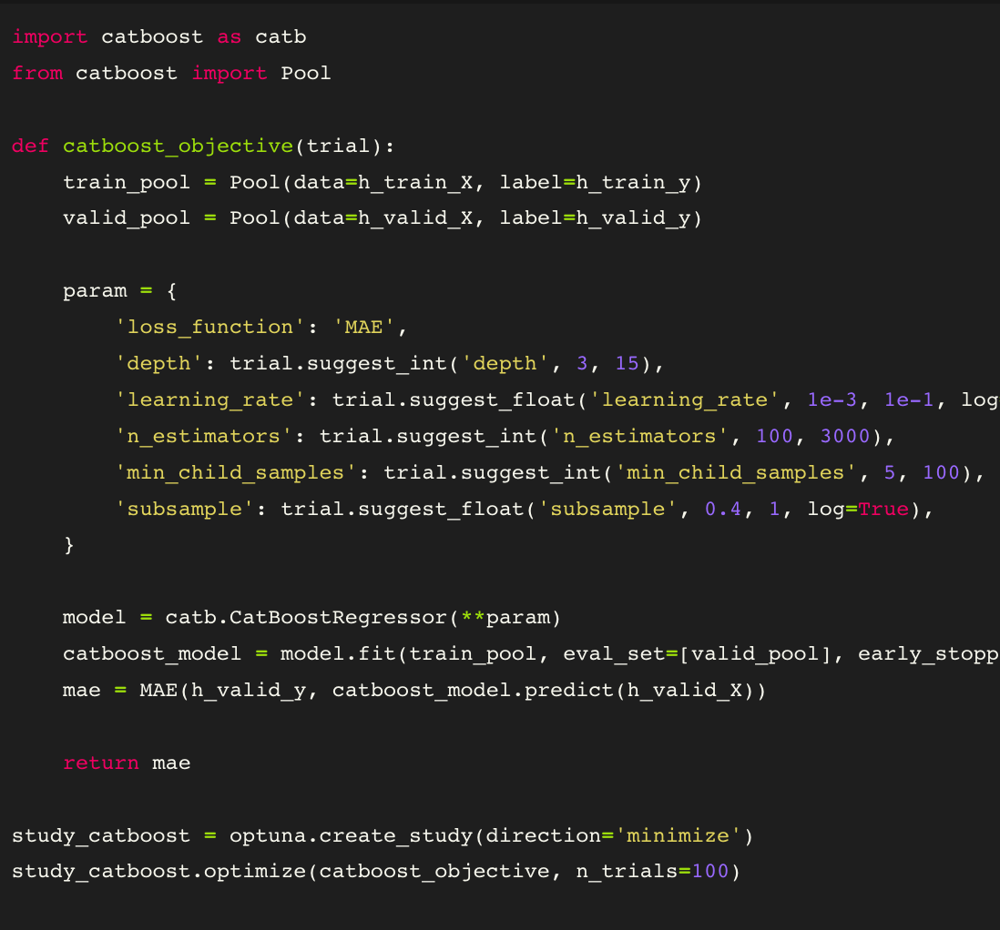 import catboost as catb
from catboost import Pool

def catboost_objective(trial):
    train_pool = Pool(data=h_train_X, label=h_train_y)
    valid_pool = Pool(data=h_valid_X, label=h_valid_y)

    param = {
        'loss_function': 'MAE',
        'depth': trial.suggest_int('depth', 3, 15),
        'learning_rate': trial.suggest_float('learning_rate', 1e-3, 1e-1, log
        'n_estimators': trial.suggest_int('n_estimators', 100, 3000),
        'min_child_samples': trial.suggest_int('min_child_samples', 5, 100),
        'subsample': trial.suggest_float('subsample', 0.4, 1, log=True),
    }

    model = catb.CatBoostRegressor(**param)
    catboost_model = model.fit(train_pool, eval_set=[valid_pool], early_stopp
    mae = MAE(h_valid_y, catboost_model.predict(h_valid_X))

    return mae

study_catboost = optuna.create_study(direction='minimize')
study_catboost.optimize(catboost_objective, n_trials=100)